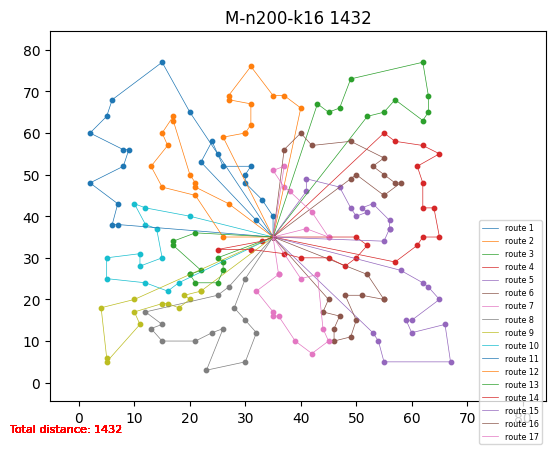 M-n200-k16 1432
80
70
60
50
40
30
20
10
0
0 10 20 30 40 50 60 70 80
route 1
route 2
route 3
route 4
route 5
route 6
route 7
route 8
route 9
route 10
route 11
route 12
route 13
route 14
route 15
route 16
route 17
Total distance: 1432